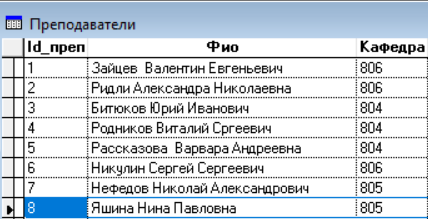 Преподаватели
Id_преп Фио Кафедра
1 Зайцев Валентин Евгеньевич 806
2 Ридли Александра Николаевна 806
3 Битюков Юрий Иванович 804
4 Родников Виталий Сргеевич 804
5 Рассказова Варвара Андреевна 804
6 Никулин Сергей Сергеевич 806
7 Нефедов Николай Александрович 805
8 Яшина Нина Павловна 805